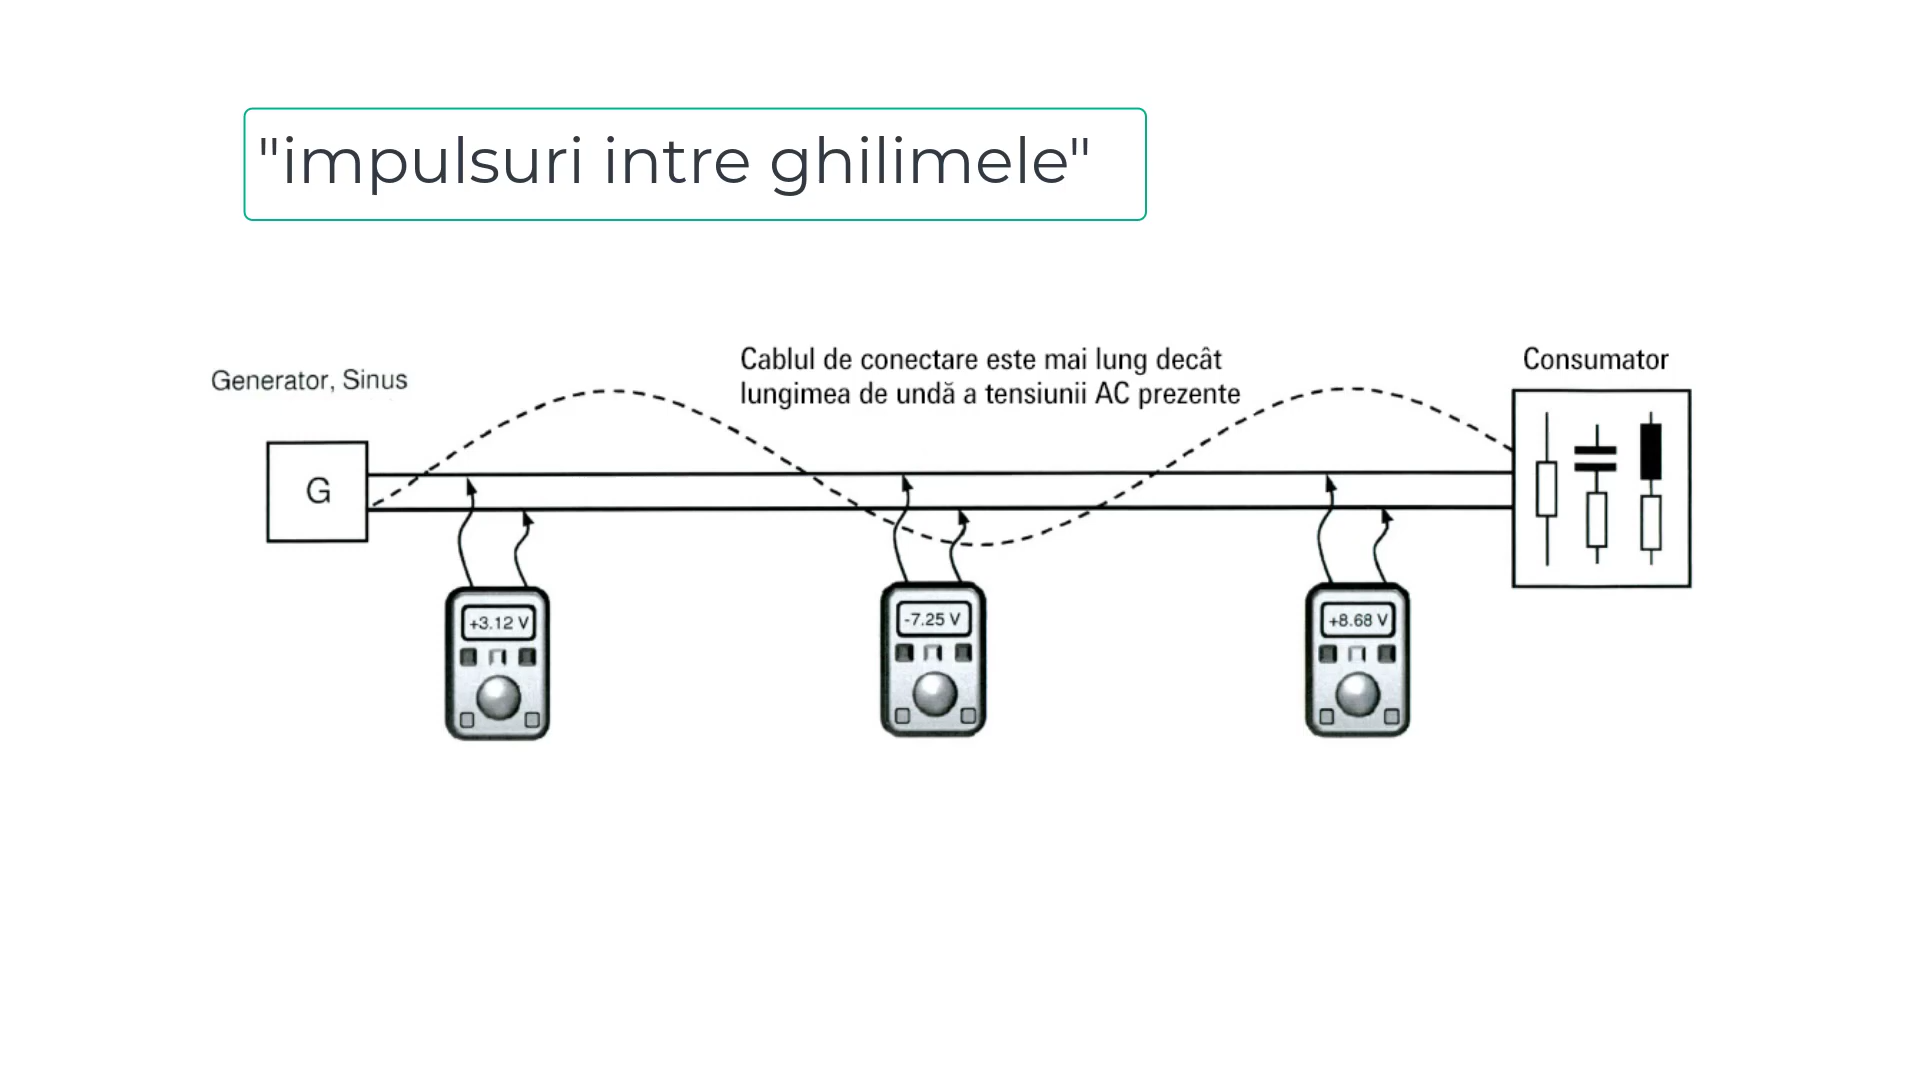 "impulsuri intre ghilimele"
Generator, Sinus
Cablul de conectare este mai lung decât
lungimea de undă a tensiunii AC prezente
Consumator
G
+3.12 V
-7.25 V
+8.68 V